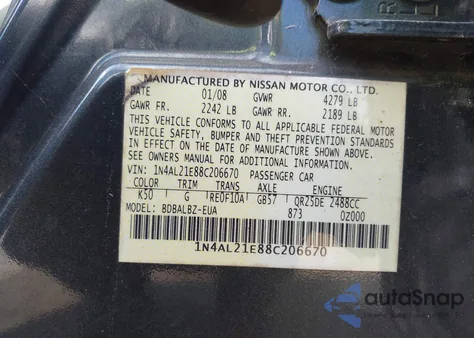 MANUFACTURED BY NISSAN MOTOR CO., LTD.
DATE 01/08 GVWR 4279 LB
GAWR FR. 2242 LB GAWR RR. 2189 LB
THIS VEHICLE CONFORMS TO ALL APPLICABLE FEDERAL MOTOR
VEHICLE SAFETY, BUMPER AND THEFT PREVENTION STANDARDS
IN EFFECT ON THE DATE OF MANUFACTURE SHOWN ABOVE.
SEE OWNERS MANUAL FOR ADDITIONAL INFORMATION.
VIN: 1N4AL21E88C206670 PASSENGER CAR
COLOR TRIM TRANS AXLE ENGINE
K50 G RE0F10A GB57 QR25DE 2488CC
MODEL: BDBALBZ-EUA 873 0Z000
1N4AL21E88C206670
autoSnap